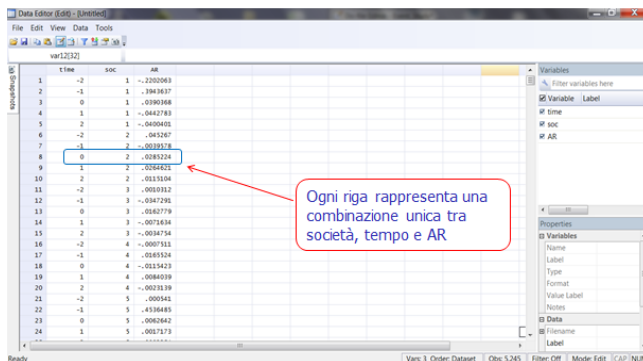 Data Editor (Edit) - [Untitled]
File Edit View Data Tools
var12[32]
Snapshots
time soc AR
1 -2 1 -.2202063
2 -1 1 .3943637
3 0 1 .0390368
4 1 1 -.0442783
5 2 1 -.0400401
6 -2 2 .045267
7 -1 2 -.0039578
8 0 2 .0285224
9 1 2 .0264621
10 2 2 .0115104
11 -2 3 -.0010312
12 -1 3 -.0347291
13 0 3 .0162779
14 1 3 -.0071634
15 2 3 -.0034754
16 -2 4 -.0007511
17 -1 4 .0165524
18 0 4 -.0115423
19 1 4 .0084039
20 2 4 -.0023139
21 -2 5 .000541
22 -1 5 .4536485
23 0 5 .0062642
24 1 5 .0017173
Ogni riga rappresenta una
combinazione unica tra
società, tempo e AR
Variables
Filter variables here
Variable Label
time
soc
AR
Properties
Variables
Name
Label
Type
Format
Value Label
Notes
Data
Filename
Label
Ready
Vars: 3 Order: Dataset Obs: 5.245 Filter: Off Mode: Edit CAP NU